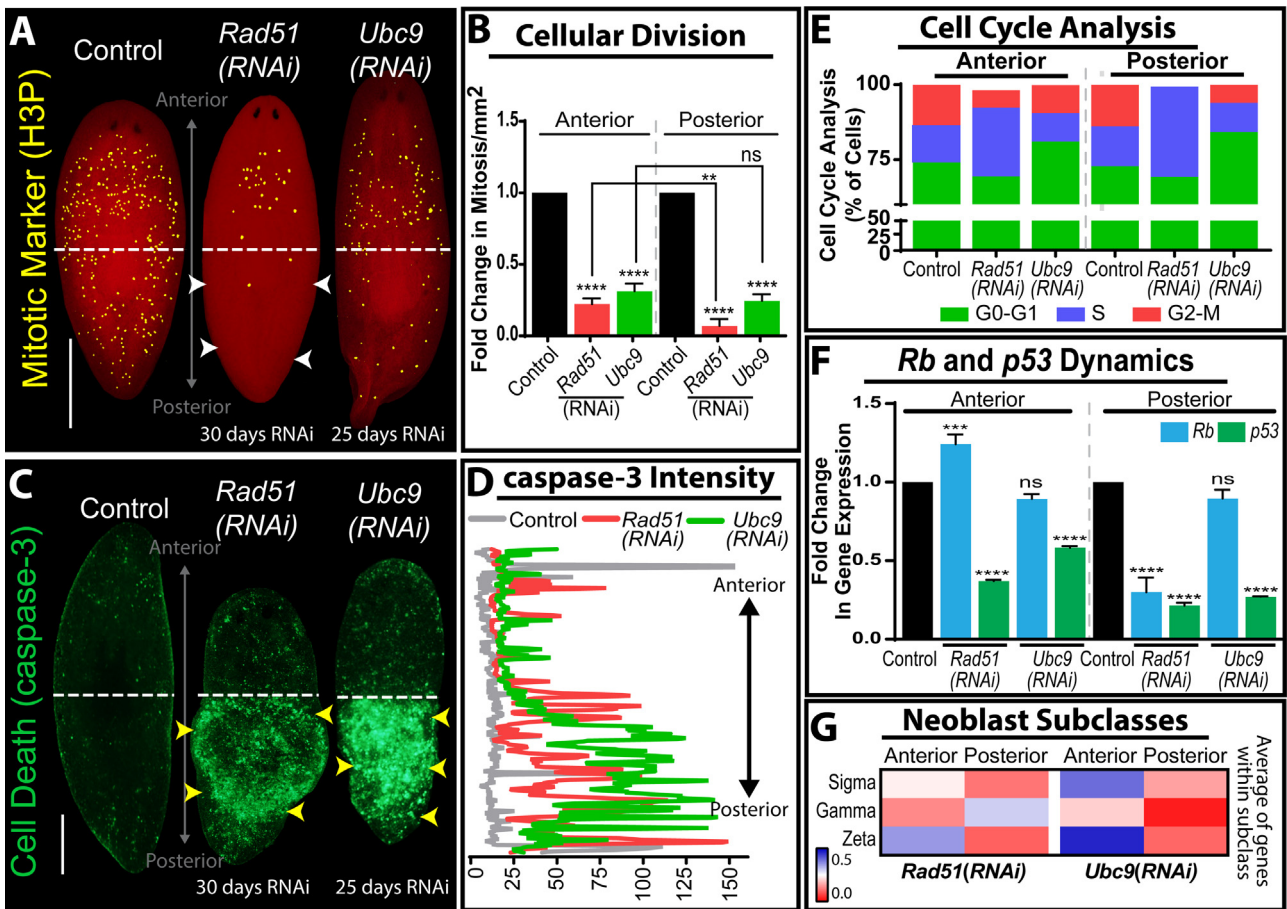 A
Mitotic Marker (H3P)
Control
Rad51
(RNAi)
Ubc9
(RNAi)
Anterior
Posterior
30 days RNAi
25 days RNAi
B
Cellular Division
Fold Change in Mitosis/mm²
1.5
1.0
0.5
0.0
Anterior
Posterior
ns
**
**** **** **** ****
Control
Rad51
Ubc9
(RNAi)
Control
Rad51
Ubc9
(RNAi)
C
Cell Death (caspase-3)
Control
Rad51
(RNAi)
Ubc9
(RNAi)
Anterior
Posterior
30 days RNAi
25 days RNAi
D
caspase-3 Intensity
Control
Rad51
(RNAi)
Ubc9
(RNAi)
Anterior
Posterior
0 25 50 75 100 125 150
E
Cell Cycle Analysis
Anterior
Posterior
Cell Cycle Analysis
(% of Cells)
100
75
50
25
0
Control
Rad51
(RNAi)
Ubc9
(RNAi)
Control
Rad51
(RNAi)
Ubc9
(RNAi)
G0-G1
S
G2-M
F
Rb and p53 Dynamics
Anterior
Posterior
Rb
p53
Fold Change
In Gene Expression
1.5
1.0
0.5
0.0
***
****
ns
****
****
****
ns
****
Control
Rad51
(RNAi)
Ubc9
(RNAi)
Control
Rad51
(RNAi)
Ubc9
(RNAi)
G
Neoblast Subclasses
Anterior Posterior
Anterior Posterior
Sigma
Gamma
Zeta
Average of genes
within subclass
0.5
0.0
Rad51(RNAi)
Ubc9(RNAi)